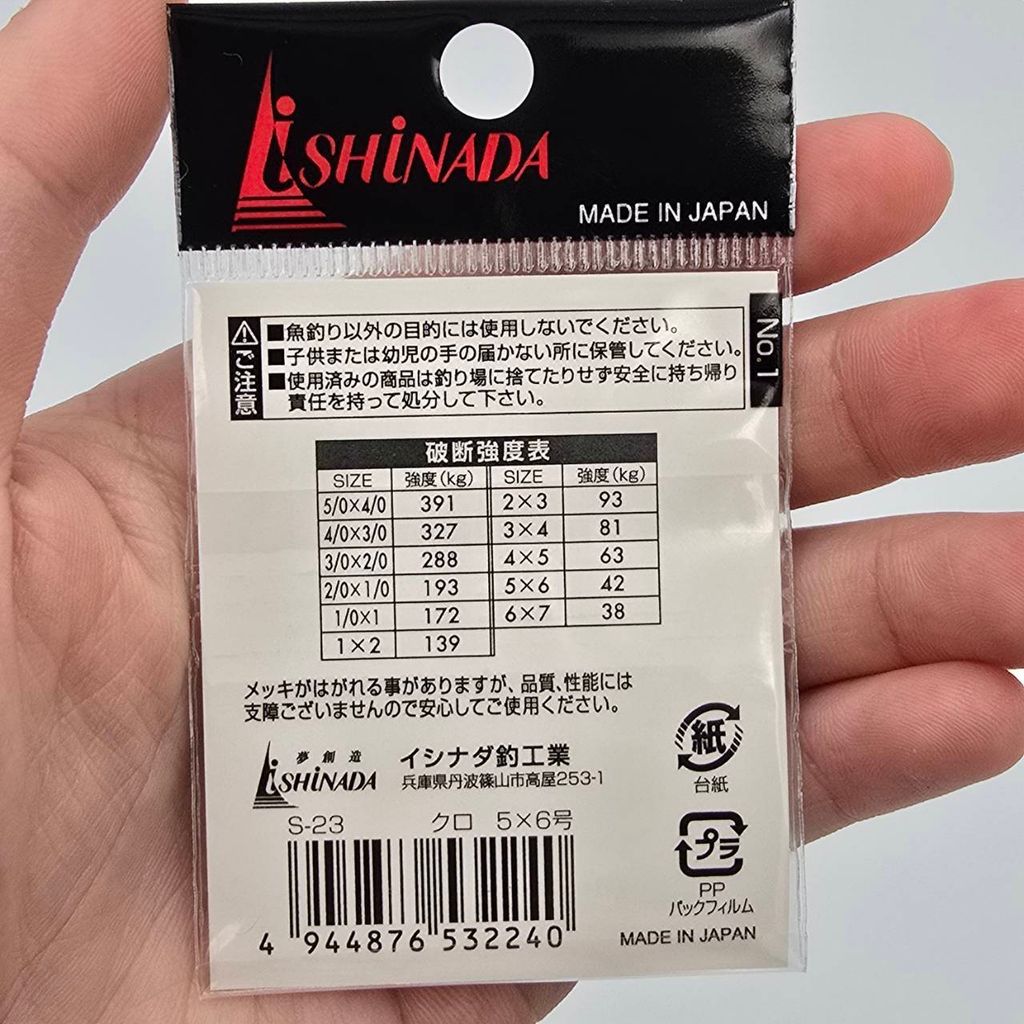 iSHiNADA
MADE IN JAPAN
No.1
ご注意
■魚釣り以外の目的には使用しないでください。
■子供または幼児の手の届かない所に保管してください。
■使用済みの商品は釣り場に捨てたりせず安全に持ち帰り
責任を持って処分して下さい。
破断強度表
SIZE 強度(kg) SIZE 強度(kg)
5/0×4/0 391 2×3 93
4/0×3/0 327 3×4 81
3/0×2/0 288 4×5 63
2/0×1/0 193 5×6 42
1/0×1 172 6×7 38
1×2 139
メッキがはがれる事がありますが、品質、性能には
支障ございませんので安心してご使用ください。
夢創造
iSHiNADA
イシナダ釣工業
兵庫県丹波篠山市高屋253-1
紙
台紙
S-23 クロ 5×6号
プラ
PP
パックフィルム
4 944876 532240
MADE IN JAPAN